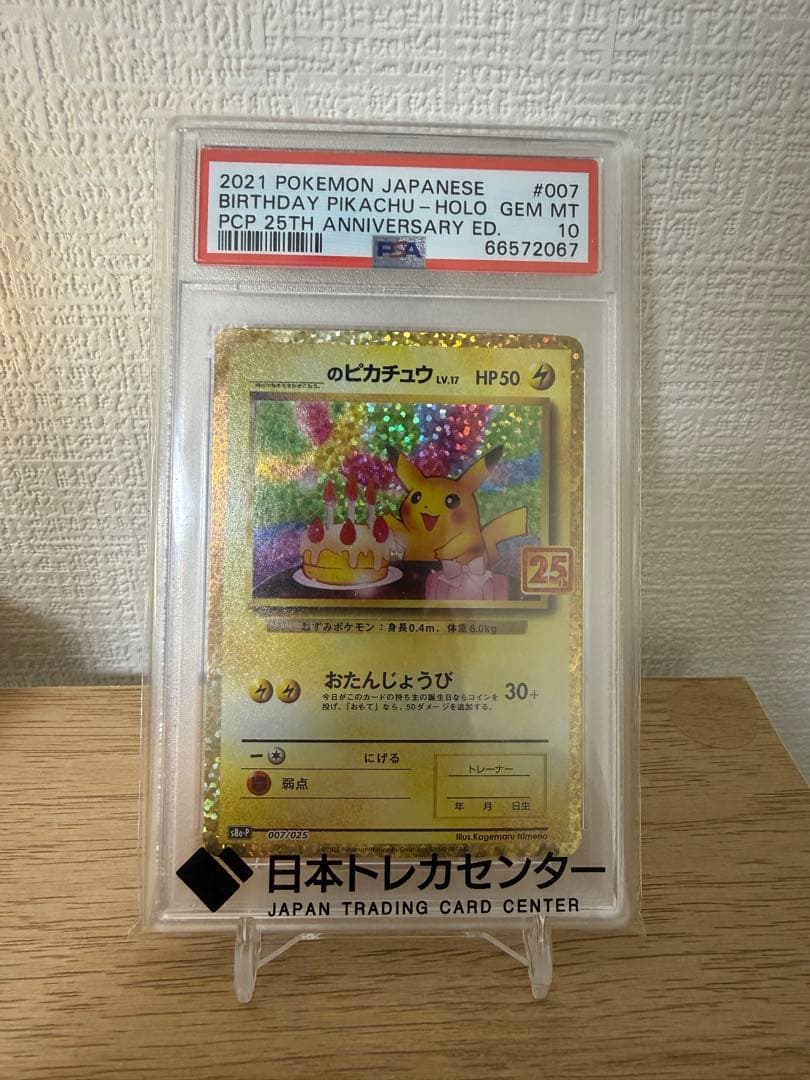 2021 POKEMON JAPANESE #007
BIRTHDAY PIKACHU-HOLO GEM MT
PCP 25TH ANNIVERSARY ED. 10
66572067
PSA
のピカチュウ LV.17 HP50
25th
ねずみポケモン:身長0.4m、体重6.0kg
おたんじょうび 30+
今日がこのカードの持ち主の誕生日ならコインを
投げ、「おもて」なら、50ダメージを追加する。
にげる
弱点
トレーナー
年 月 日生
s8a-P 007/025
Illus.Kagemaru Himeno
日本トレカセンター
JAPAN TRADING CARD CENTER